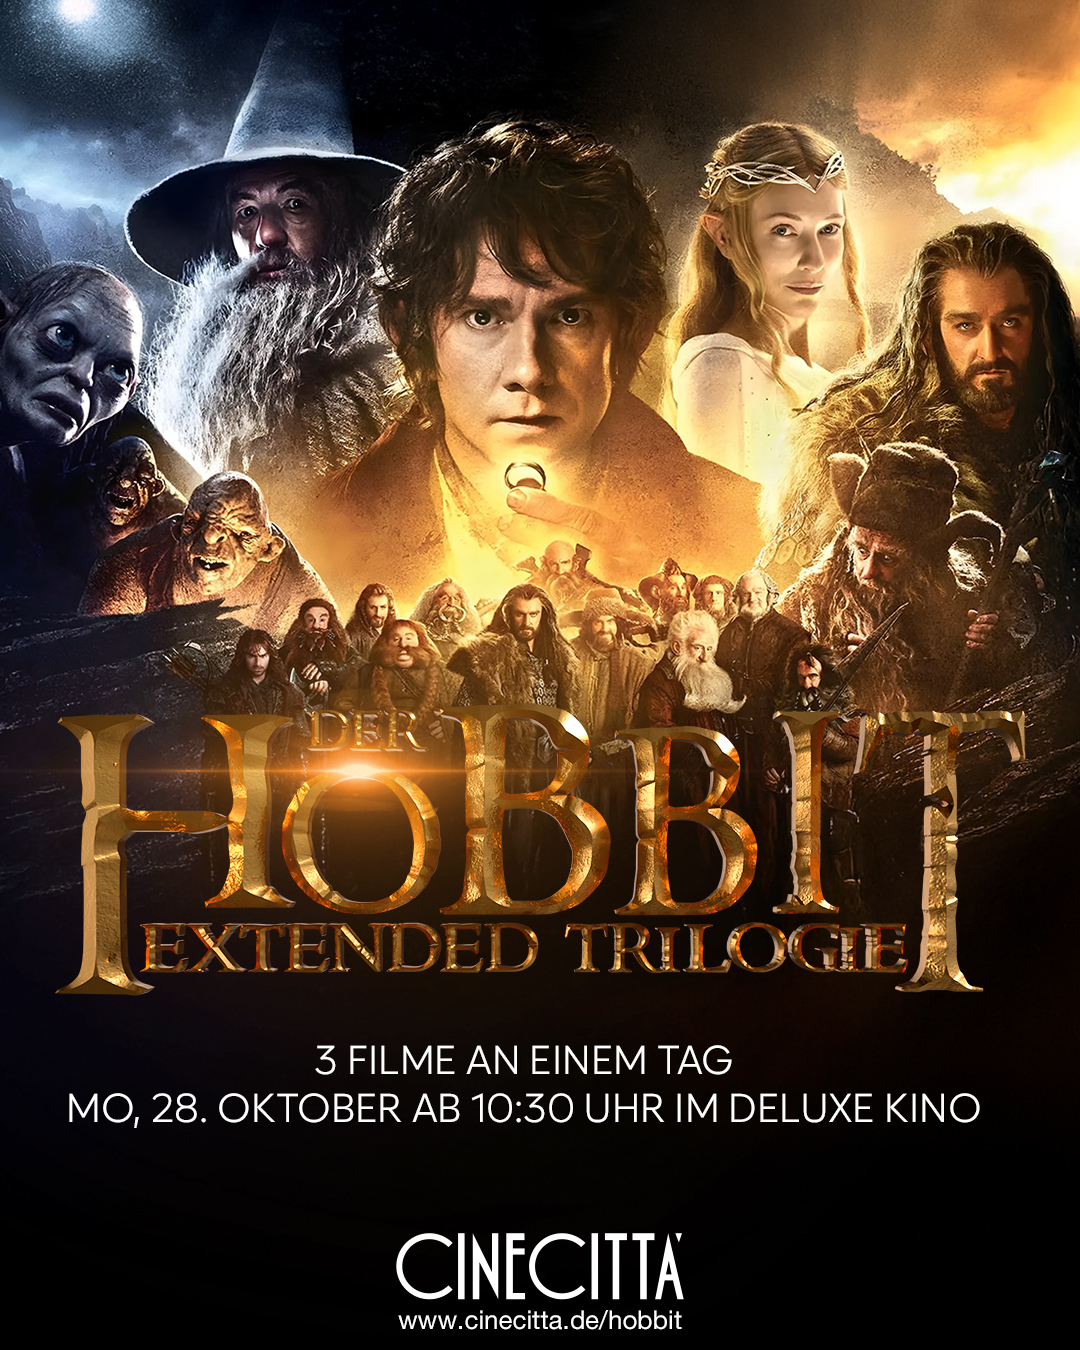 DER
HOBBIT
EXTENDED TRILOGIE
3 FILME AN EINEM TAG
MO, 28. OKTOBER AB 10:30 UHR IM DELUXE KINO
CINECITTÀ
www.cinecitta.de/hobbit